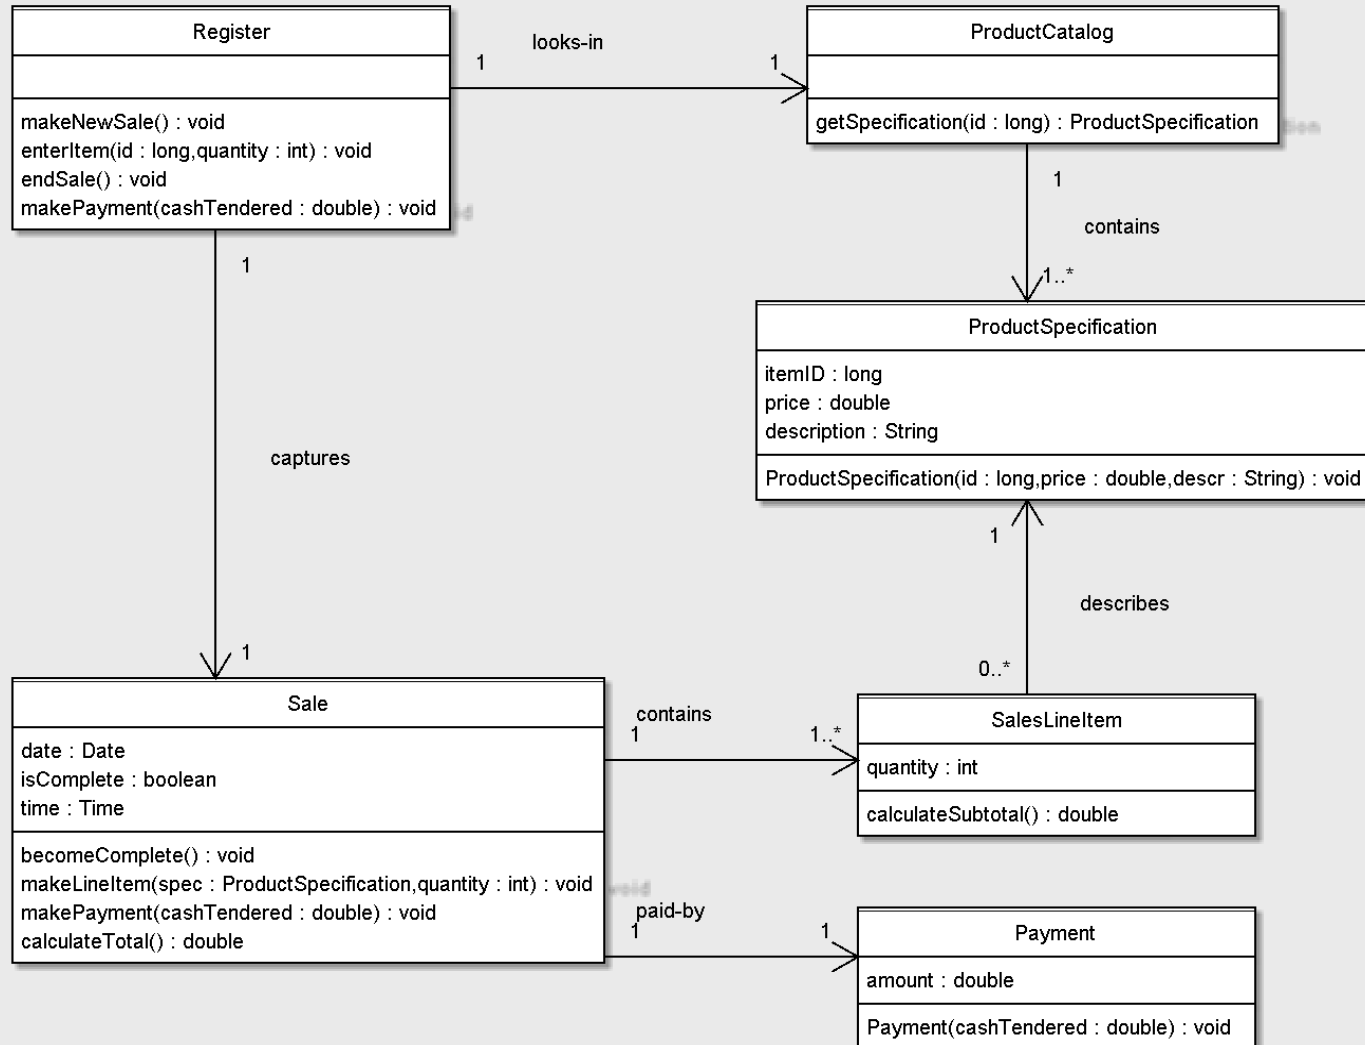 Register
makeNewSale() : void
enterItem(id : long,quantity : int) : void
endSale() : void
makePayment(cashTendered : double) : void
looks-in
1
1
ProductCatalog
getSpecification(id : long) : ProductSpecification
1
contains
1..*
ProductSpecification
itemID : long
price : double
description : String
ProductSpecification(id : long,price : double,descr : String) : void
1
captures
1
1
describes
0..*
Sale
date : Date
isComplete : boolean
time : Time
becomeComplete() : void
makeLineItem(spec : ProductSpecification,quantity : int) : void
makePayment(cashTendered : double) : void
calculateTotal() : double
contains
1
1..*
SalesLineItem
quantity : int
calculateSubtotal() : double
paid-by
1
1
Payment
amount : double
Payment(cashTendered : double) : void